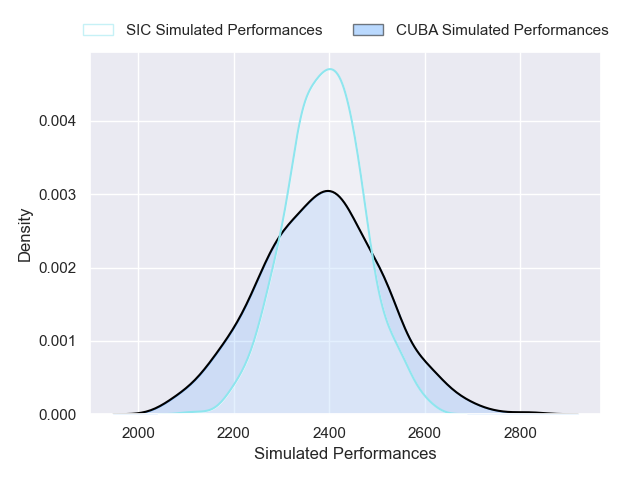 SIC Simulated Performances
CUBA Simulated Performances
Density
0.004
0.003
0.002
0.001
0.000
2000
2200
2400
2600
2800
Simulated Performances